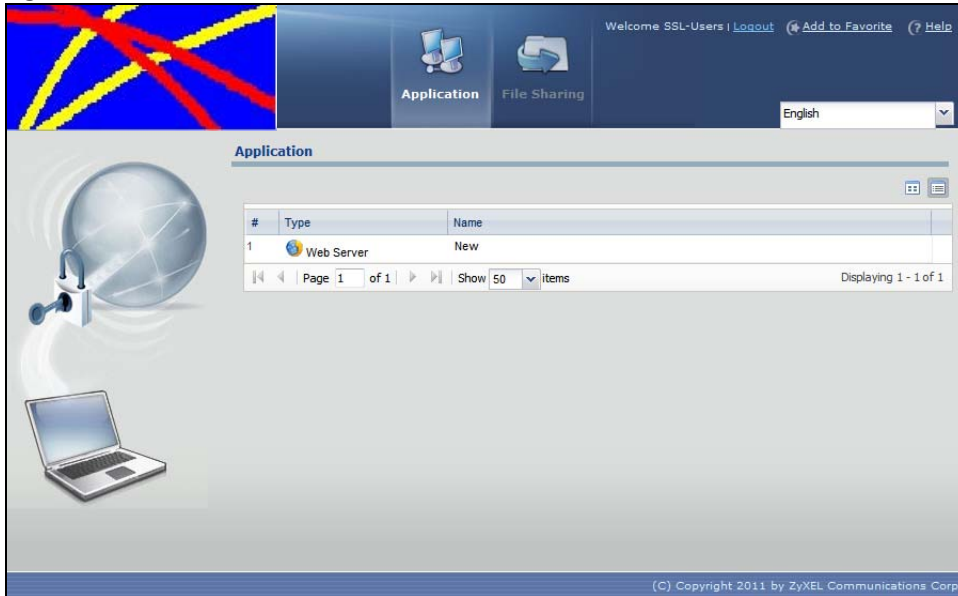 Welcome SSL-Users | Logout Add to Favorite ? Help
Application File Sharing
English
Application
# Type Name
1 Web Server New
Page 1 of 1 Show 50 items Displaying 1 - 1 of 1
(C) Copyright 2011 by ZyXEL Communications Corp